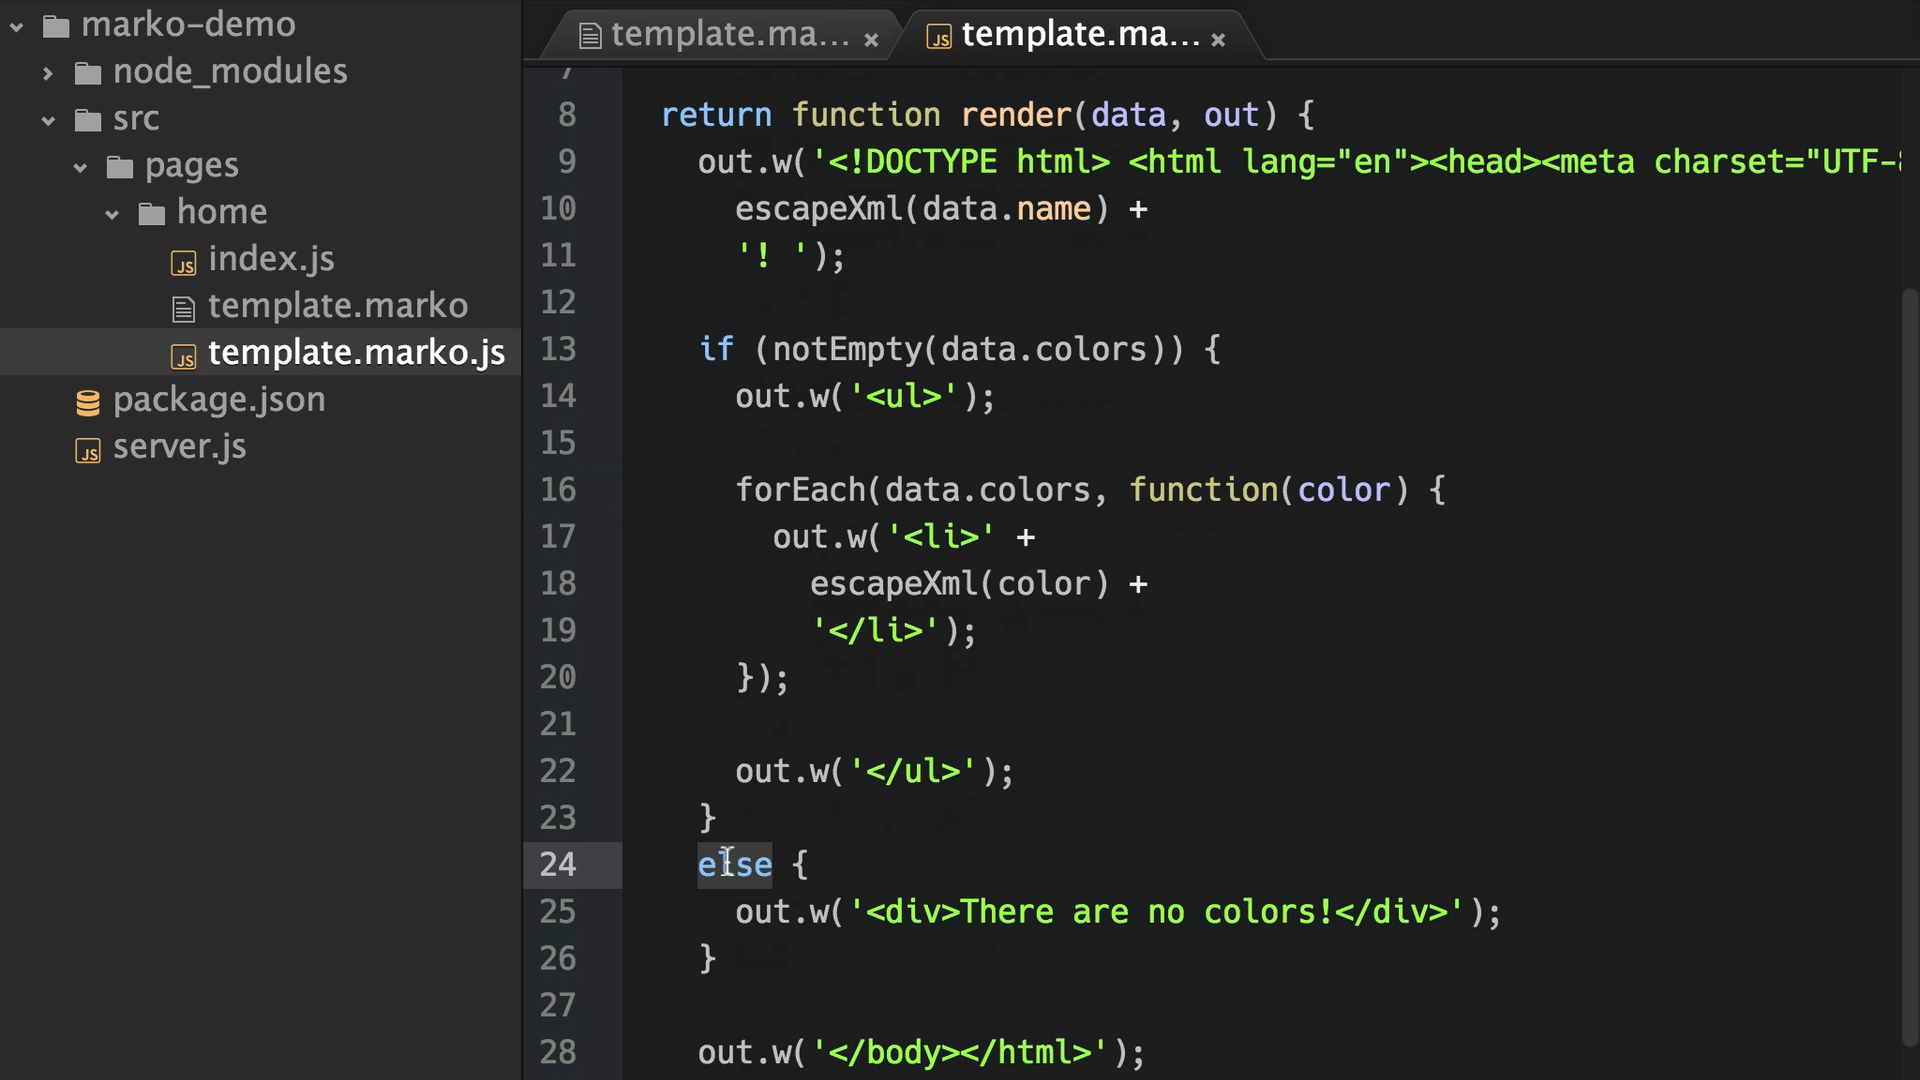 marko-demo
node_modules
src
pages
home
index.js
template.marko
template.marko.js
package.json
server.js
template.ma... ×
template.ma... ×
7
8 return function render(data, out) {
9 out.w('<!DOCTYPE html> <html lang="en"><head><meta charset="UTF-8
10 escapeXml(data.name) +
11 '! ');
12
13 if (notEmpty(data.colors)) {
14 out.w('<ul>');
15
16 forEach(data.colors, function(color) {
17 out.w('<li>' +
18 escapeXml(color) +
19 '</li>');
20 });
21
22 out.w('</ul>');
23 }
24 else {
25 out.w('<div>There are no colors!</div>');
26 }
27
28 out.w('</body></html>');